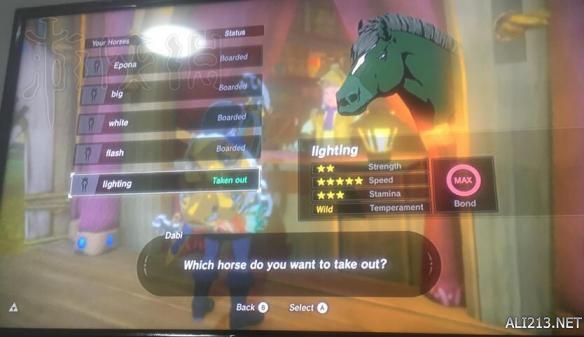 Your Horses
Status
Epona
Boarded
big
Boarded
white
Boarded
flash
Boarded
lighting
Taken out
lighting
Strength
Speed
Stamina
Wild
Temperament
MAX
Bond
Dabi
Which horse do you want to take out?
Back B
Select A
ALI213.NET